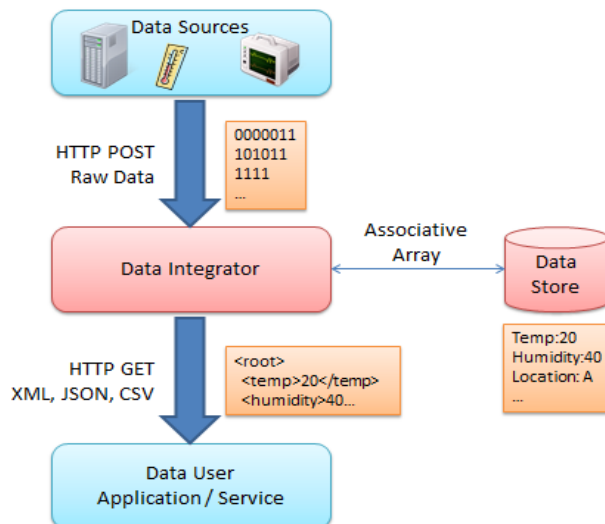 Data Sources
HTTP POST
Raw Data
0000011
101011
1111
...
Data Integrator
Associative
Array
Data
Store
HTTP GET
XML, JSON, CSV
<root>
<temp>20</temp>
<humidity>40...
Temp:20
Humidity:40
Location: A
...
Data User
Application / Service